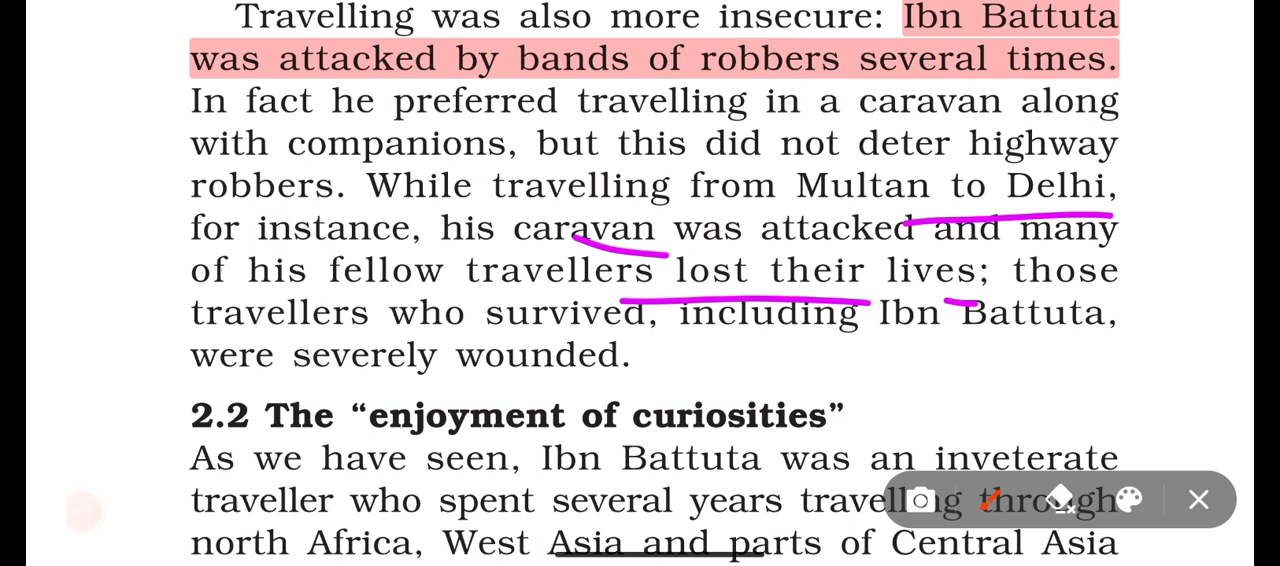 Travelling was also more insecure: Ibn Battuta
was attacked by bands of robbers several times.
In fact he preferred travelling in a caravan along
with companions, but this did not deter highway
robbers. While travelling from Multan to Delhi,
for instance, his caravan was attacked and many
of his fellow travellers lost their lives; those
travellers who survived, including Ibn Battuta,
were severely wounded.
2.2 The “enjoyment of curiosities”
As we have seen, Ibn Battuta was an inveterate
traveller who spent several years travelling through
north Africa, West Asia and parts of Central Asia